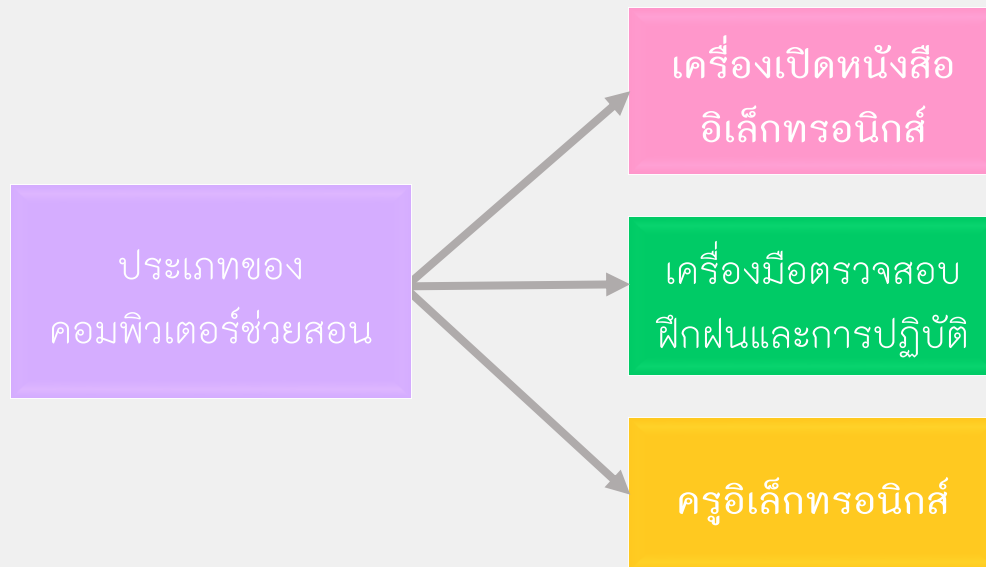 เครื่องเปิดหนังสือ
อิเล็กทรอนิกส์
ประเภทของ
คอมพิวเตอร์ช่วยสอน
เครื่องมือตรวจสอบ
ฝึกฝนและการปฏิบัติ
ครูอิเล็กทรอนิกส์